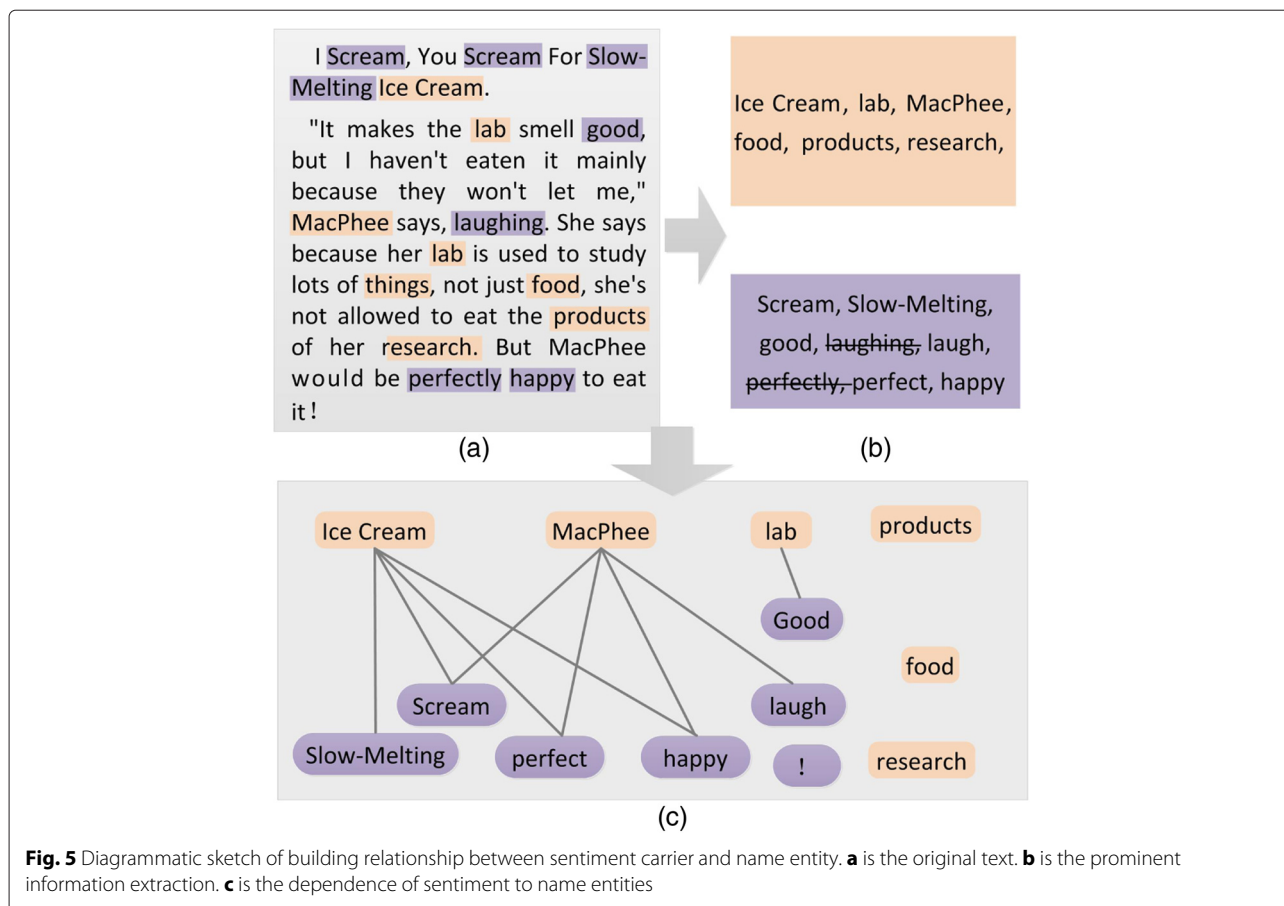 I Scream, You Scream For Slow-
Melting Ice Cream.
"It makes the lab smell good,
but I haven't eaten it mainly
because they won't let me,"
MacPhee says, laughing. She says
because her lab is used to study
lots of things, not just food, she's
not allowed to eat the products
of her research. But MacPhee
would be perfectly happy to eat
it!
(a)
Ice Cream, lab, MacPhee,
food, products, research,
Scream, Slow-Melting,
good, laughing, laugh,
perfectly, perfect, happy
(b)
Ice Cream
MacPhee
lab
products
Good
food
Scream
laugh
Slow-Melting
perfect
happy
!
research
(c)
Fig. 5 Diagrammatic sketch of building relationship between sentiment carrier and name entity. a is the original text. b is the prominent
information extraction. c is the dependence of sentiment to name entities